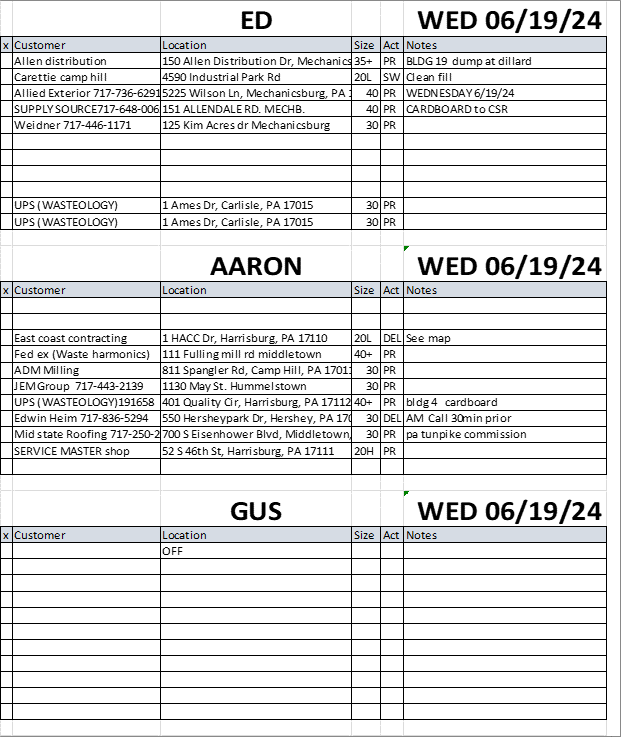 ED WED 06/19/24
x Customer Location Size Act Notes
Allen distribution 150 Allen Distribution Dr, Mechanics 35+ PR BLDG 19 dump at dillard
Carettie camp hill 4590 Industrial Park Rd 20L SW Clean fill
Allied Exterior 717-736-6291 5225 Wilson Ln, Mechanicsburg, PA 1 40 PR WEDNESDAY 6/19/24
SUPPLY SOURCE717-648-006 151 ALLENDALE RD. MECHB. 40 PR CARDBOARD to CSR
Weidner 717-446-1171 125 Kim Acres dr Mechanicsburg 30 PR
UPS (WASTEOLOGY) 1 Ames Dr, Carlisle, PA 17015 30 PR
UPS (WASTEOLOGY) 1 Ames Dr, Carlisle, PA 17015 30 PR
AARON WED 06/19/24
x Customer Location Size Act Notes
East coast contracting 1 HACC Dr, Harrisburg, PA 17110 20L DEL See map
Fed ex (Waste harmonics) 111 Fulling mill rd middletown 40+ PR
ADM Milling 811 Spangler Rd, Camp Hill, PA 17011 30 PR
JEM Group 717-443-2139 1130 May St. Hummelstown 30 PR
UPS (WASTEOLOGY)191658 401 Quality Cir, Harrisburg, PA 17112 40+ PR bldg 4 cardboard
Edwin Heim 717-836-5294 550 Hersheypark Dr, Hershey, PA 170 30 DEL AM Call 30min prior
Mid state Roofing 717-250-2 700 S Eisenhower Blvd, Middletown, 30 PR pa tunpike commission
SERVICE MASTER shop 52 S 46th St, Harrisburg, PA 17111 20H PR
GUS WED 06/19/24
x Customer Location Size Act Notes
OFF